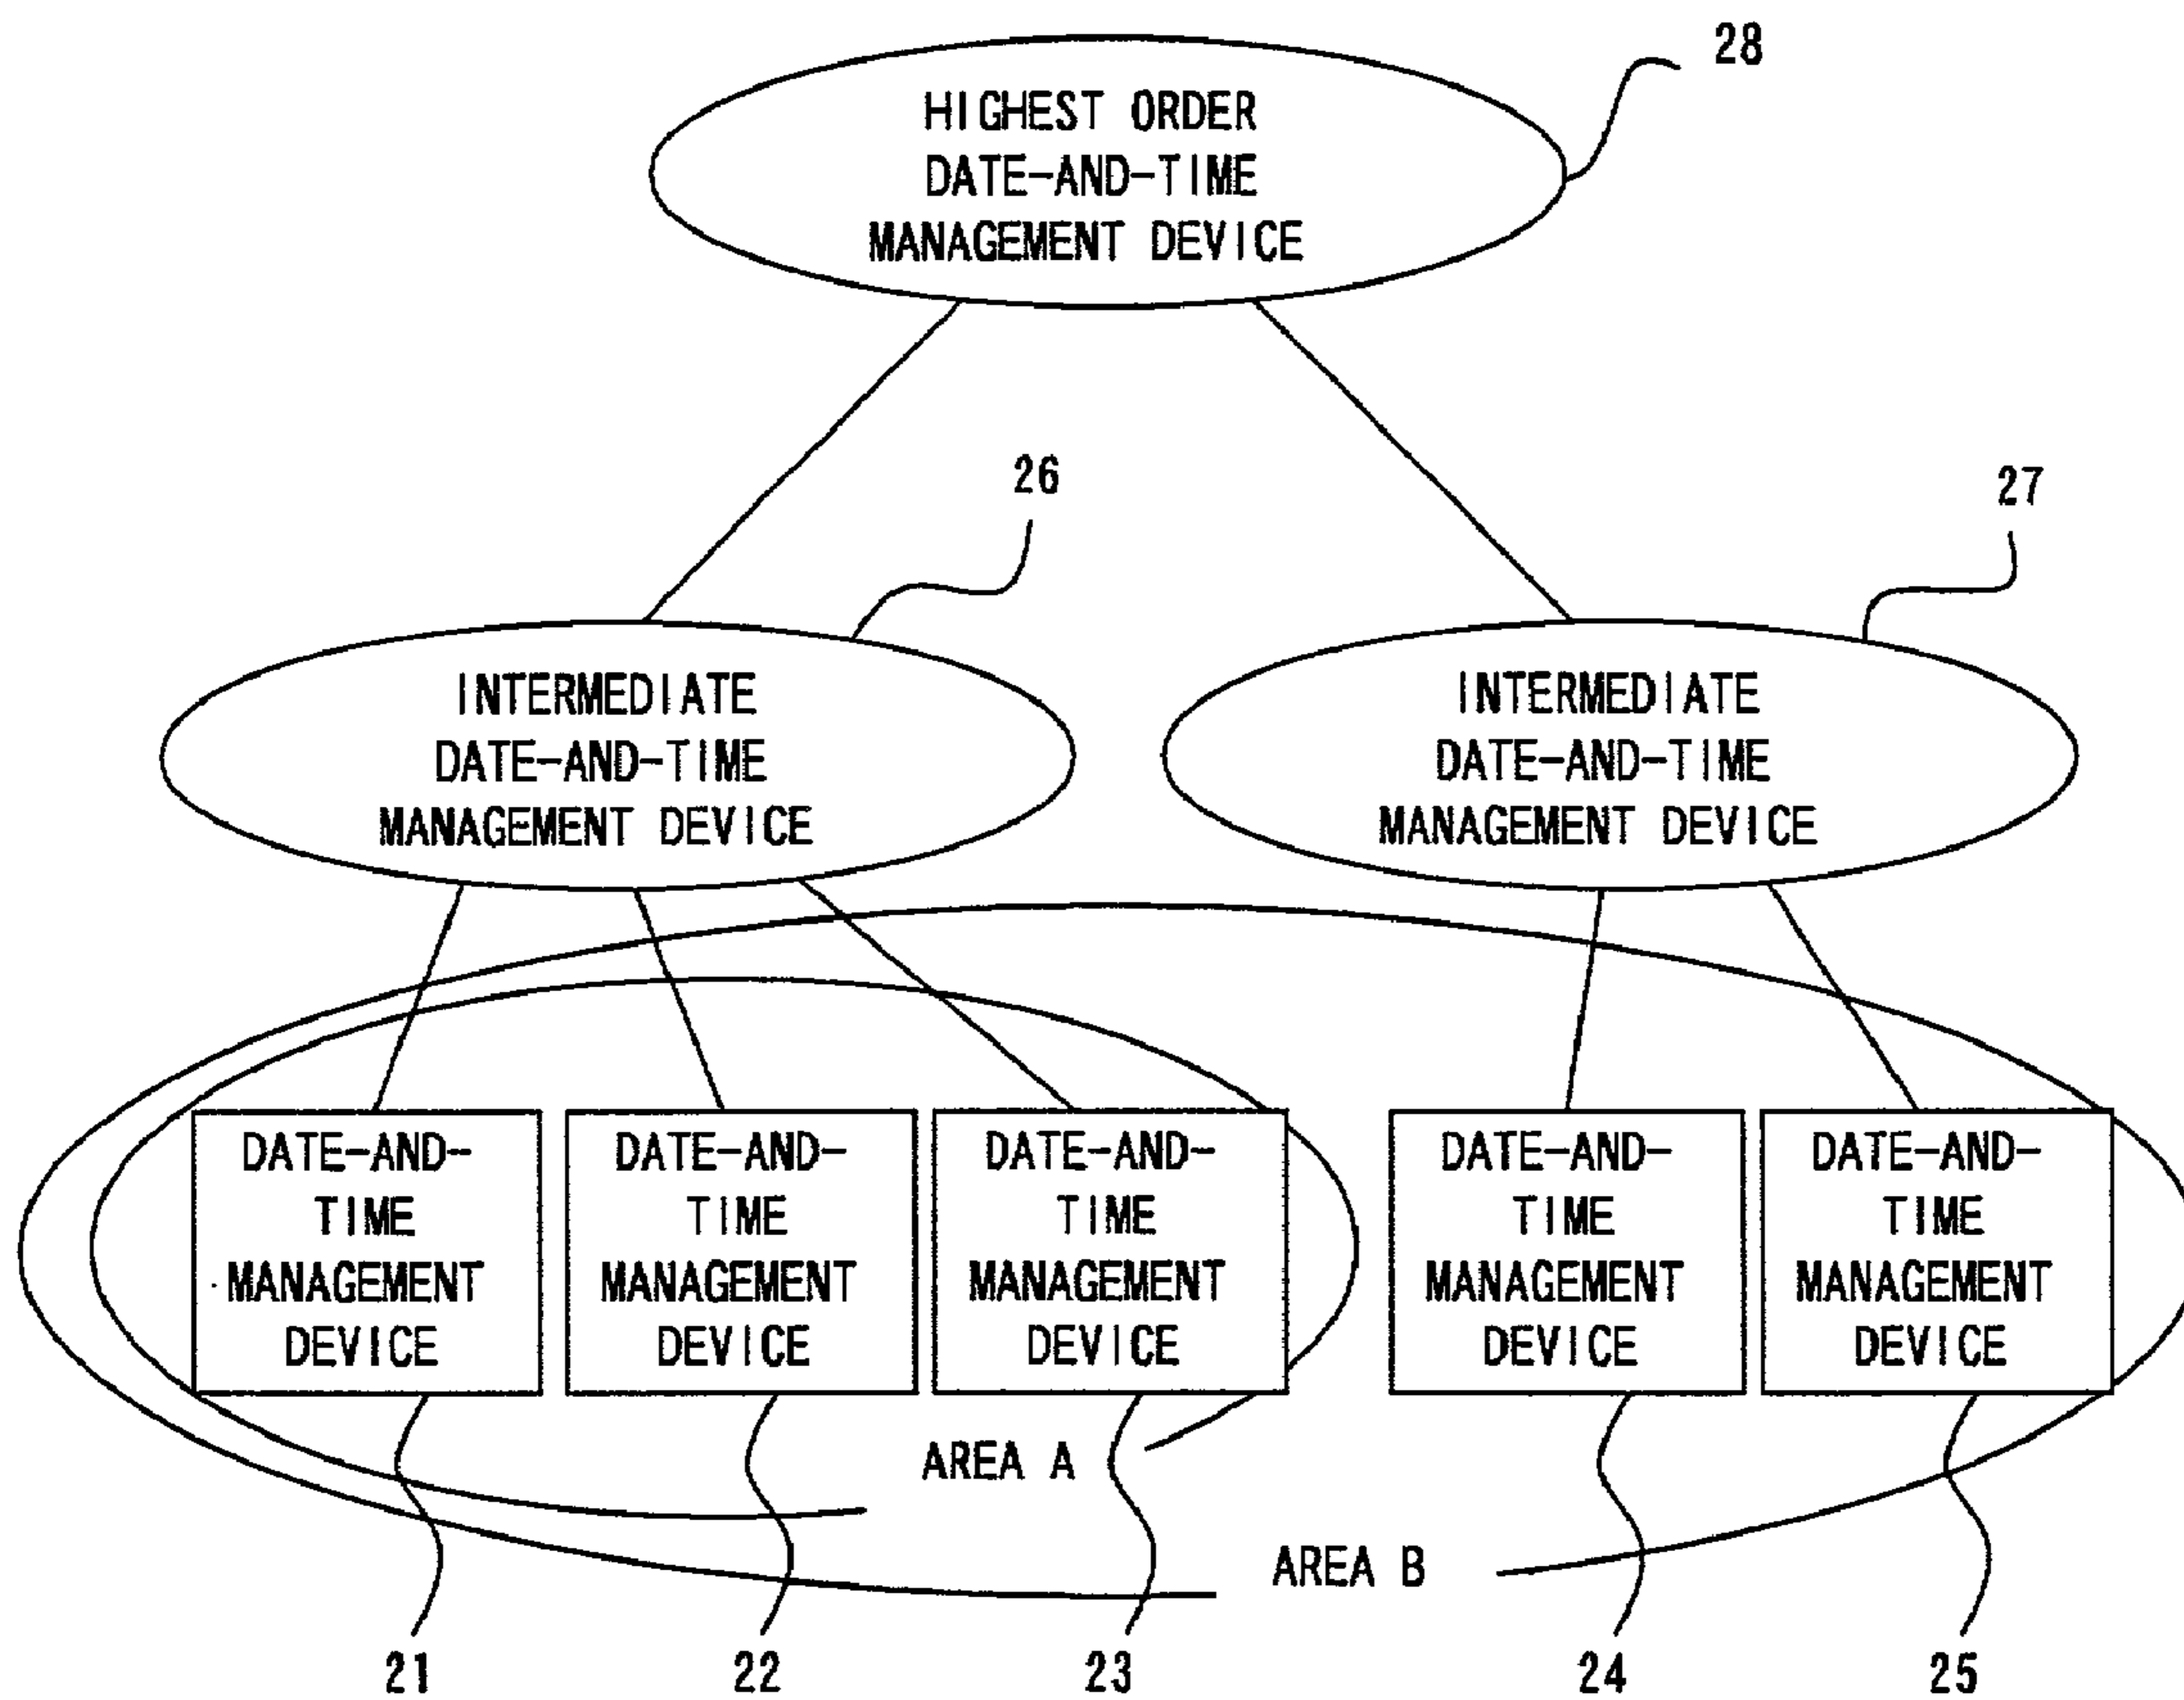 28
HIGHEST ORDER
DATE-AND-TIME
MANAGEMENT DEVICE
26
27
INTERMEDIATE
DATE-AND-TIME
MANAGEMENT DEVICE
INTERMEDIATE
DATE-AND-TIME
MANAGEMENT DEVICE
DATE-AND-
TIME
MANAGEMENT
DEVICE
DATE-AND-
TIME
MANAGEMENT
DEVICE
DATE-AND-
TIME
MANAGEMENT
DEVICE
DATE-AND-
TIME
MANAGEMENT
DEVICE
DATE-AND-
TIME
MANAGEMENT
DEVICE
AREA A
AREA B
21
22
23
24
25